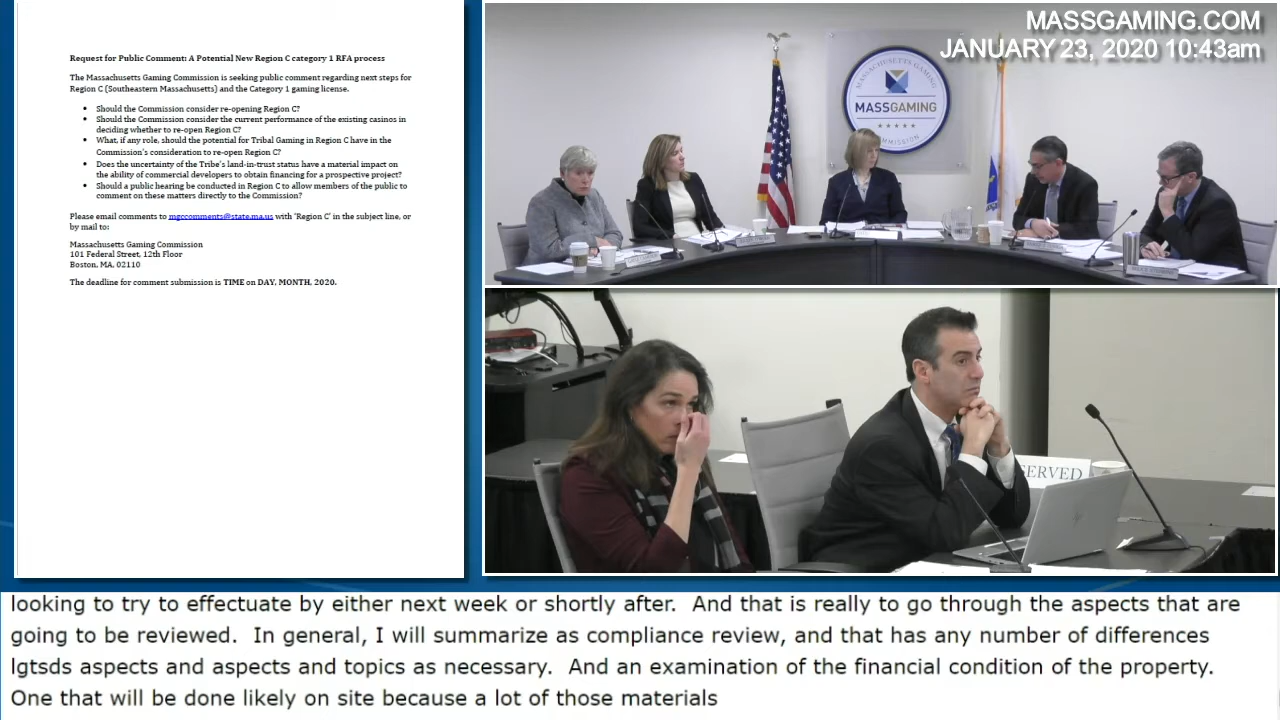 Request for Public Comment: A Potential New Region C category 1 RFA process
The Massachusetts Gaming Commission is seeking public comment regarding next steps for
Region C (Southeastern Massachusetts) and the Category 1 gaming license.
• Should the Commission consider re-opening Region C?
• Should the Commission consider the current performance of the existing casinos in
deciding whether to re-open Region C?
• What, if any role, should the potential for Tribal Gaming in Region C have in the
Commission's consideration to re-open Region C?
• Does the uncertainty of the Tribe's land-in-trust status have a material impact on
the ability of commercial developers to obtain financing for a prospective project?
• Should a public hearing be conducted in Region C to allow members of the public to
comment on these matters directly to the Commission?
Please email comments to mgccomments@state.ma.us with 'Region C' in the subject line, or
by mail to:
Massachusetts Gaming Commission
101 Federal Street, 12th Floor
Boston, MA, 02110
The deadline for comment submission is TIME on DAY, MONTH, 2020.
MASSGAMING.COM
JANUARY 23, 2020 10:43am
MASSACHUSETTS GAMING
MASSGAMING
COMMISSION
SERVED
looking to try to effectuate by either next week or shortly after.  And that is really to go through the aspects that are
going to be reviewed.  In general, I will summarize as compliance review, and that has any number of differences
lgtsds aspects and aspects and topics as necessary.  And an examination of the financial condition of the property.
One that will be done likely on site because a lot of those materials